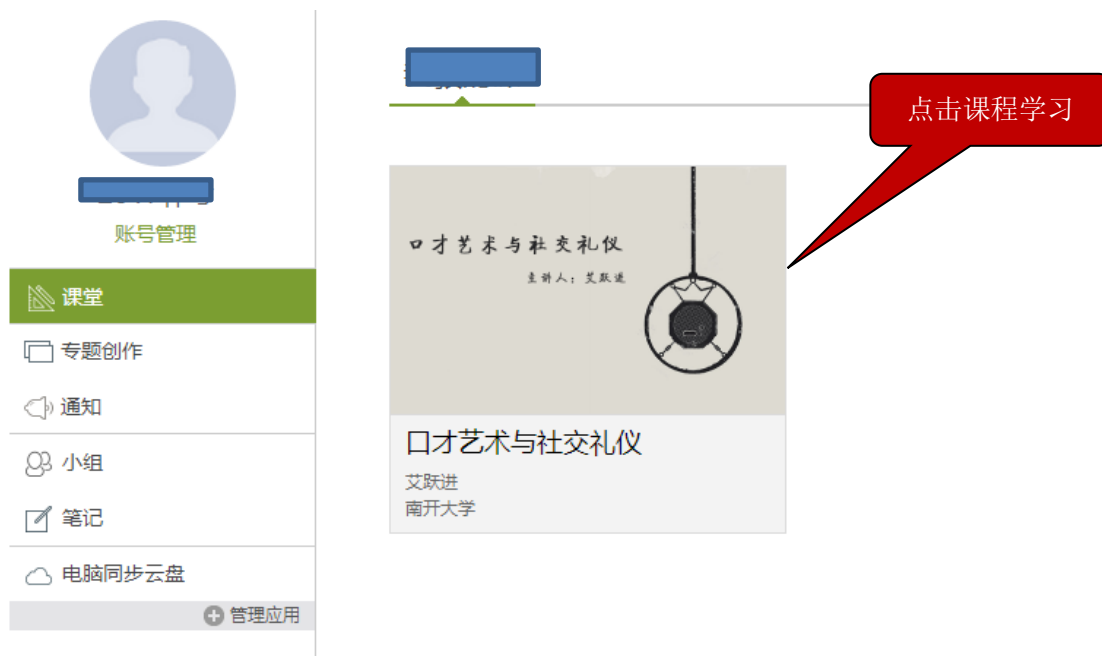 账号管理
课堂
专题创作
通知
小组
笔记
电脑同步云盘
管理应用
点击课程学习
口才艺术与社交礼仪
主讲人：艾跃进
口才艺术与社交礼仪
艾跃进
南开大学